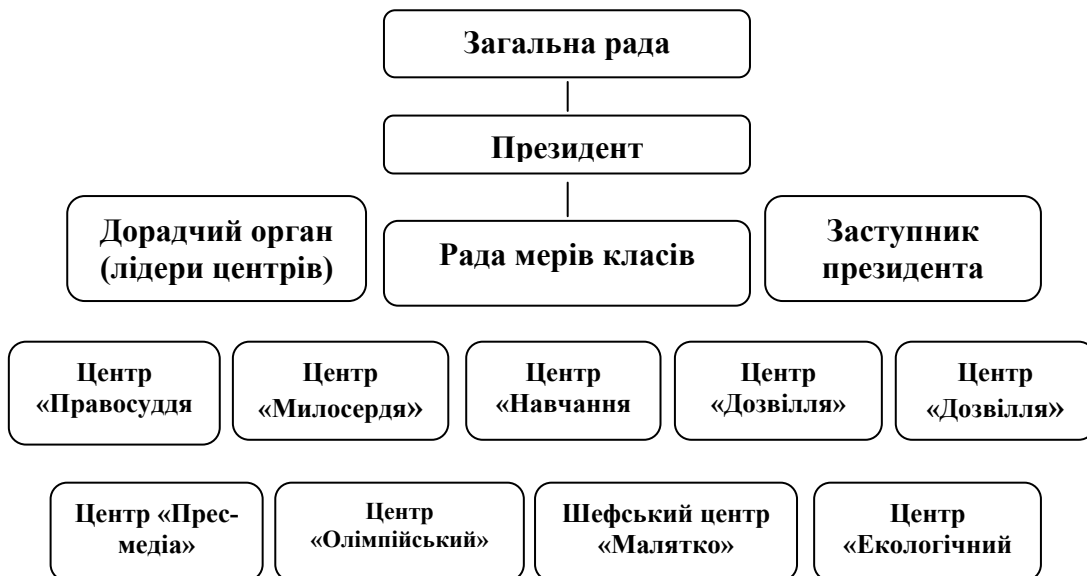 Загальна рада
Президент
Дорадчий орган
(лідери центрів)
Рада мерів класів
Заступник
президента
Центр
«Правосуддя
Центр
«Милосердя»
Центр
«Навчання
Центр
«Дозвілля»
Центр
«Дозвілля»
Центр «Прес-
медіа»
Центр
«Олімпійський»
Шефський центр
«Малятко»
Центр
«Екологічний